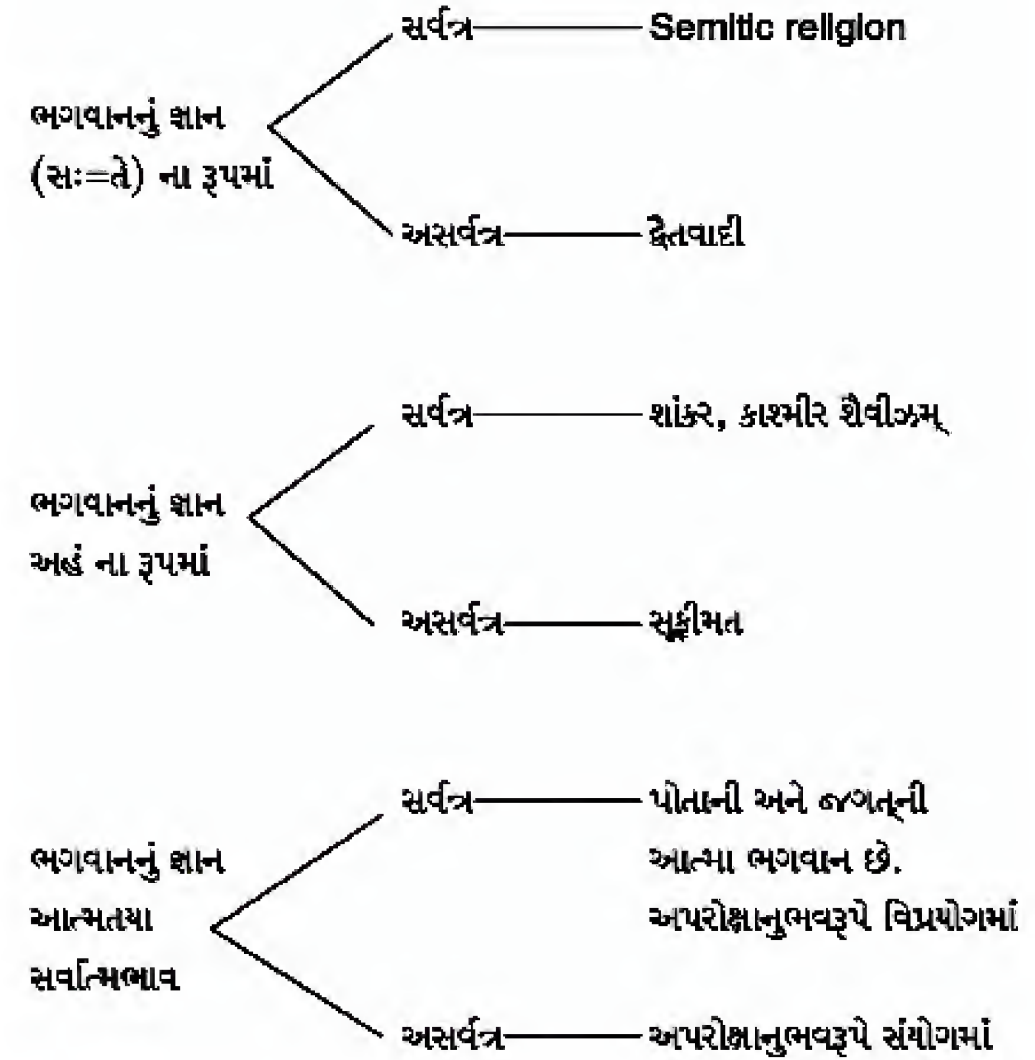 સર્વત્ર Semitic religion
ભગવાનનું જ્ઞાન
(સઃ=તે) ના રૂપમાં
અસર્વત્ર દ્વૈતવાદી
સર્વત્ર શાંકર, કાશ્મીર શૈવીઝમ્
ભગવાનનું જ્ઞાન
અહં ના રૂપમાં
અસર્વત્ર સૂફીમત
સર્વત્ર પોતાની અને જગત્ની
ભગવાનનું જ્ઞાન આત્મા ભગવાન છે.
આત્મતયા અપરોક્ષાનુભવરૂપે વિપ્રયોગમાં
સર્વાત્મભાવ
અસર્વત્ર અપરોક્ષાનુભવરૂપે સંયોગમાં